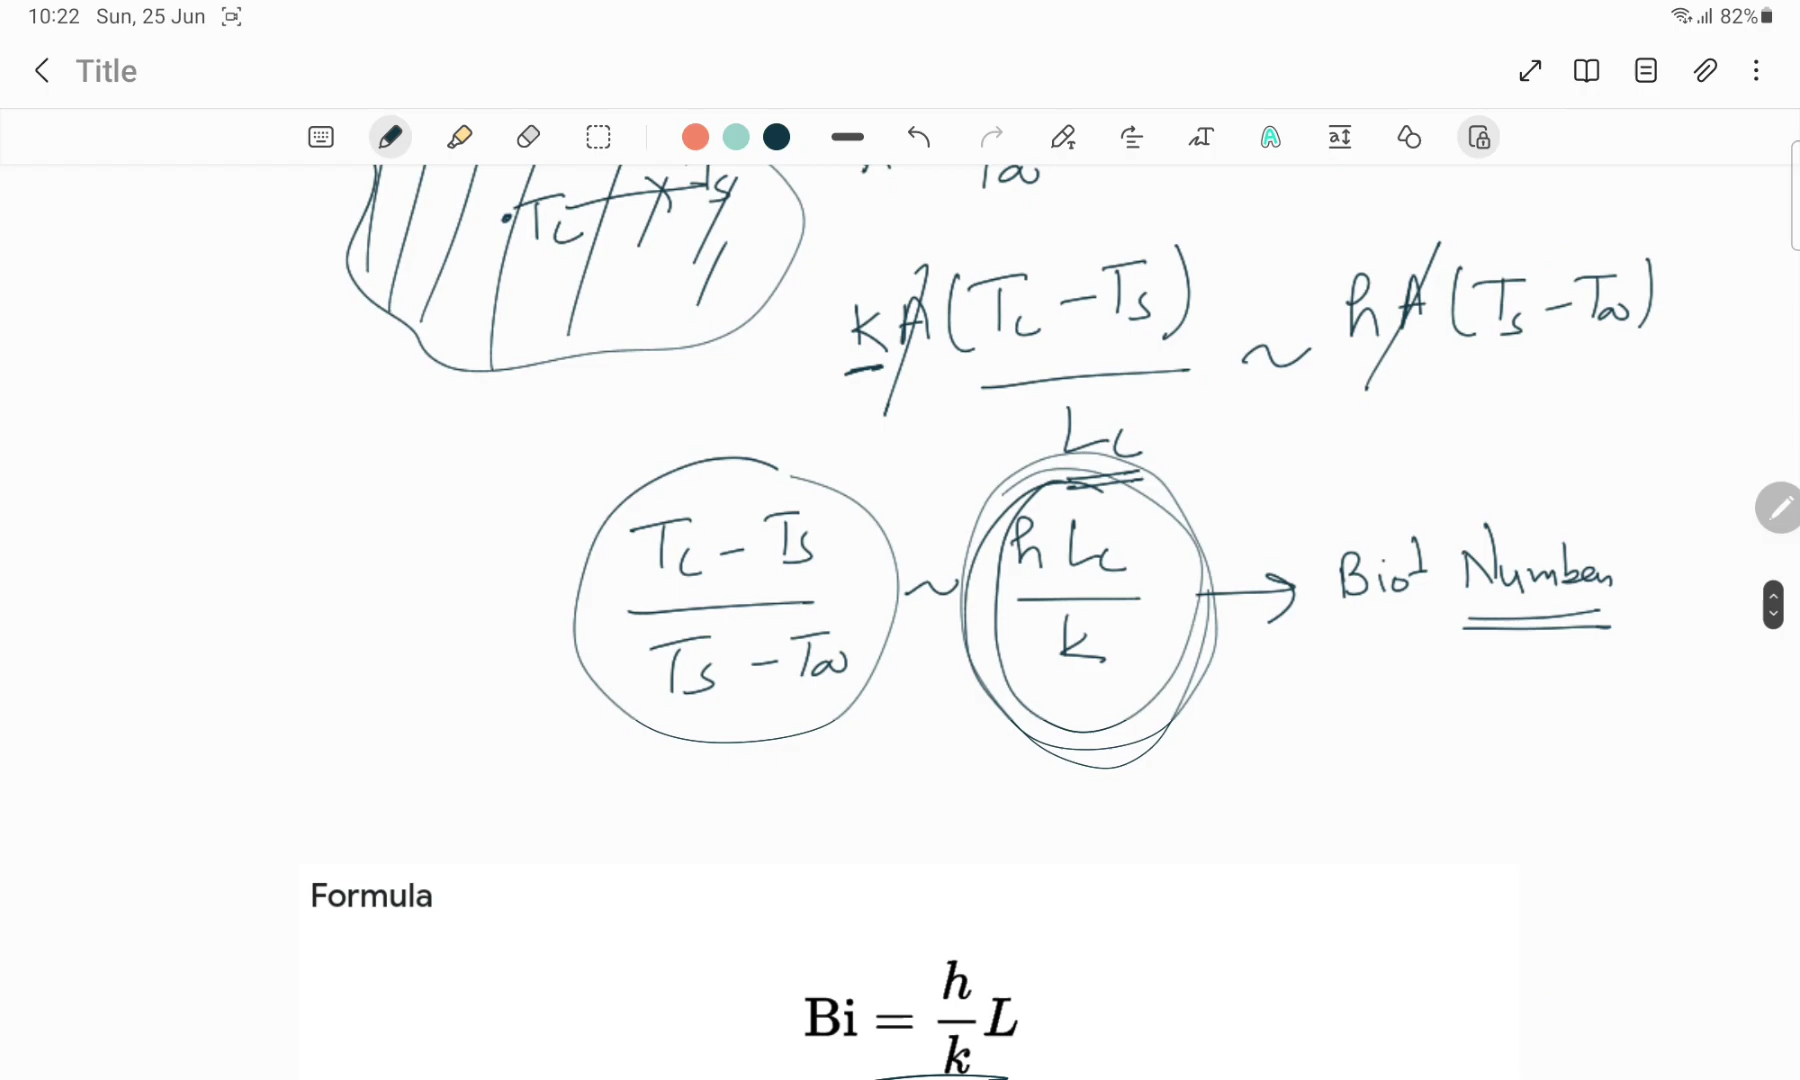 10:22 Sun, 25 Jun 82%
Title
T∞
Tc Ts
kA(Tc - Ts) / Lc ~ hA(Ts - T∞)
Tc - Ts / Ts - T∞ ~ h Lc / k → Biot Number
Formula
Bi = h/k L